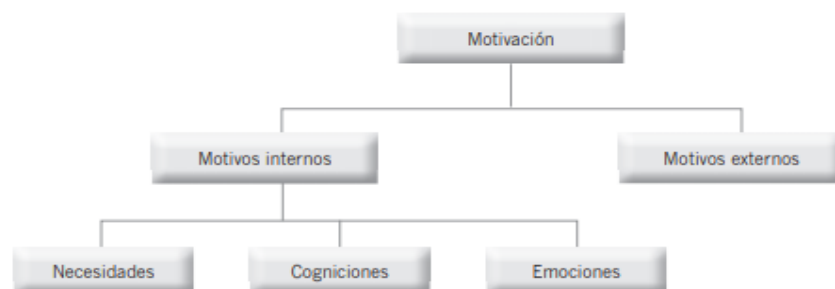 Motivación
Motivos internos
Motivos externos
Necesidades
Cogniciones
Emociones